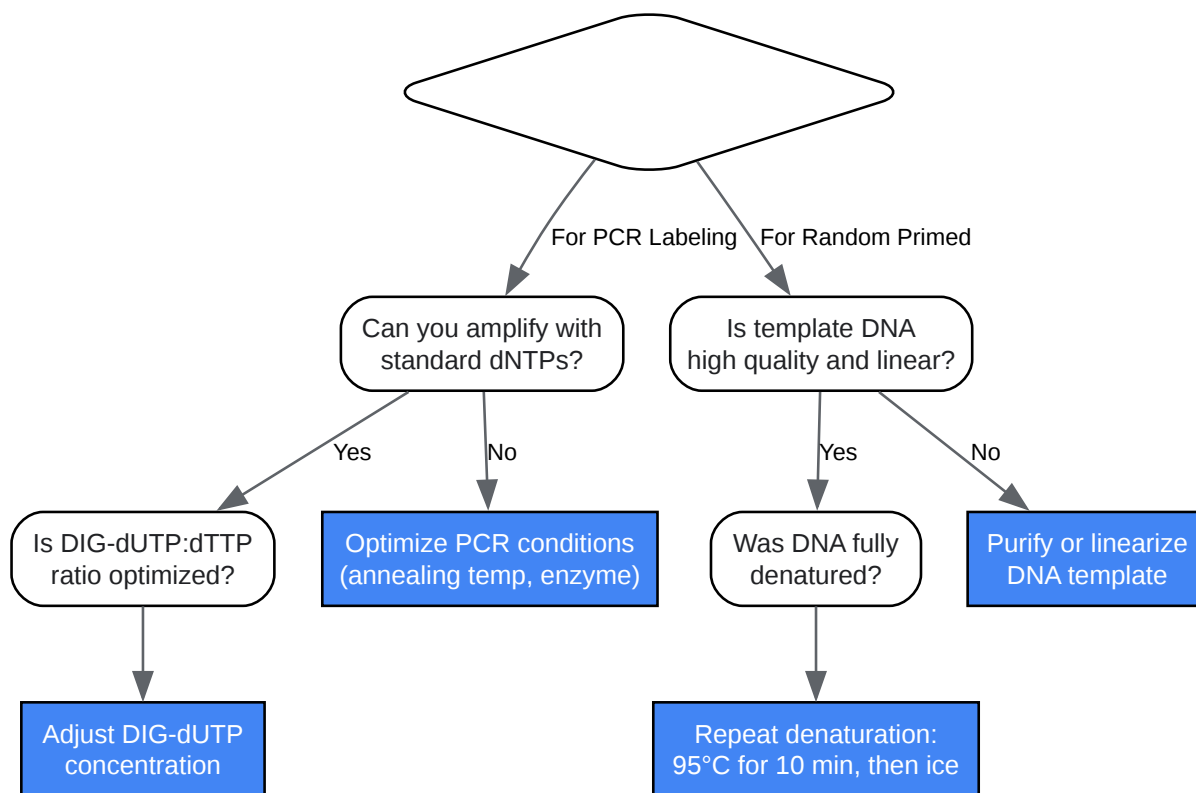 For PCR Labeling
For Random Primed
Can you amplify with
standard dNTPs?
Is template DNA
high quality and linear?
Yes
No
Yes
No
Is DIG-dUTP:dTTP
ratio optimized?
Optimize PCR conditions
(annealing temp, enzyme)
Was DNA fully
denatured?
Purify or linearize
DNA template
Adjust DIG-dUTP
concentration
Repeat denaturation:
95°C for 10 min, then ice